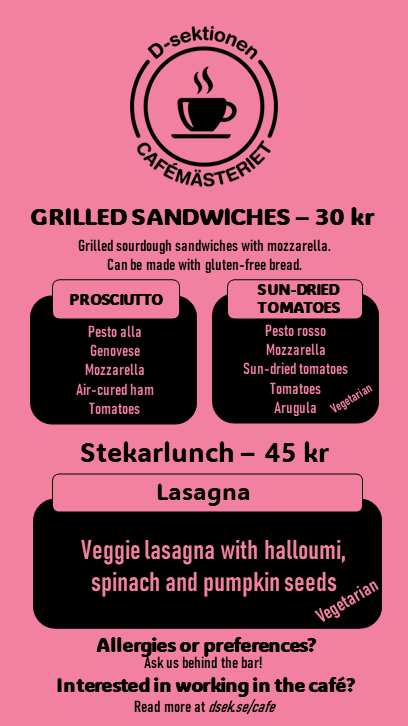 D-sektionen
CAFÉMÄSTERIET
GRILLED SANDWICHES – 30 kr
Grilled sourdough sandwiches with mozzarella.
Can be made with gluten-free bread.
PROSCIUTTO
Pesto alla
Genovese
Mozzarella
Air-cured ham
Tomatoes
SUN-DRIED
TOMATOES
Pesto rosso
Mozzarella
Sun-dried tomatoes
Tomatoes
Arugula
Vegetarian
Stekarlunch – 45 kr
Lasagna
Veggie lasagna with halloumi,
spinach and pumpkin seeds
Vegetarian
Allergies or preferences?
Ask us behind the bar!
Interested in working in the café?
Read more at dsek.se/cafe